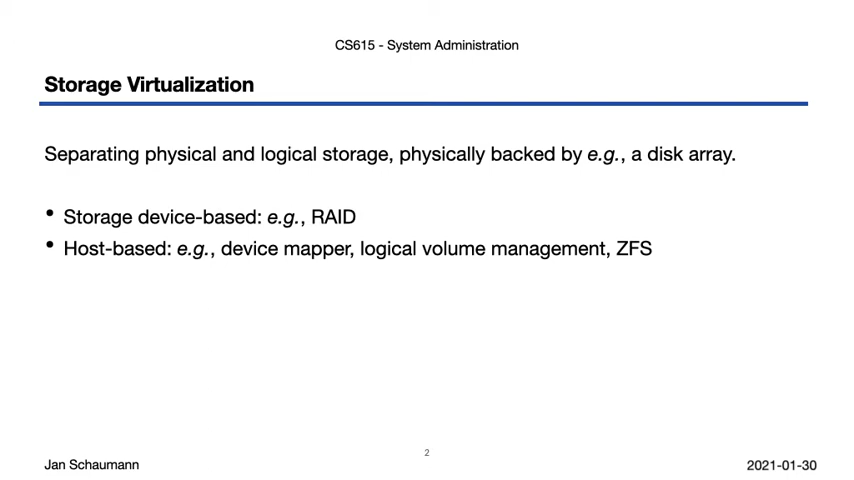 CS615 - System Administration
Storage Virtualization
Separating physical and logical storage, physically backed by e.g., a disk array.
• Storage device-based: e.g., RAID
• Host-based: e.g., device mapper, logical volume management, ZFS
2
Jan Schaumann
2021-01-30